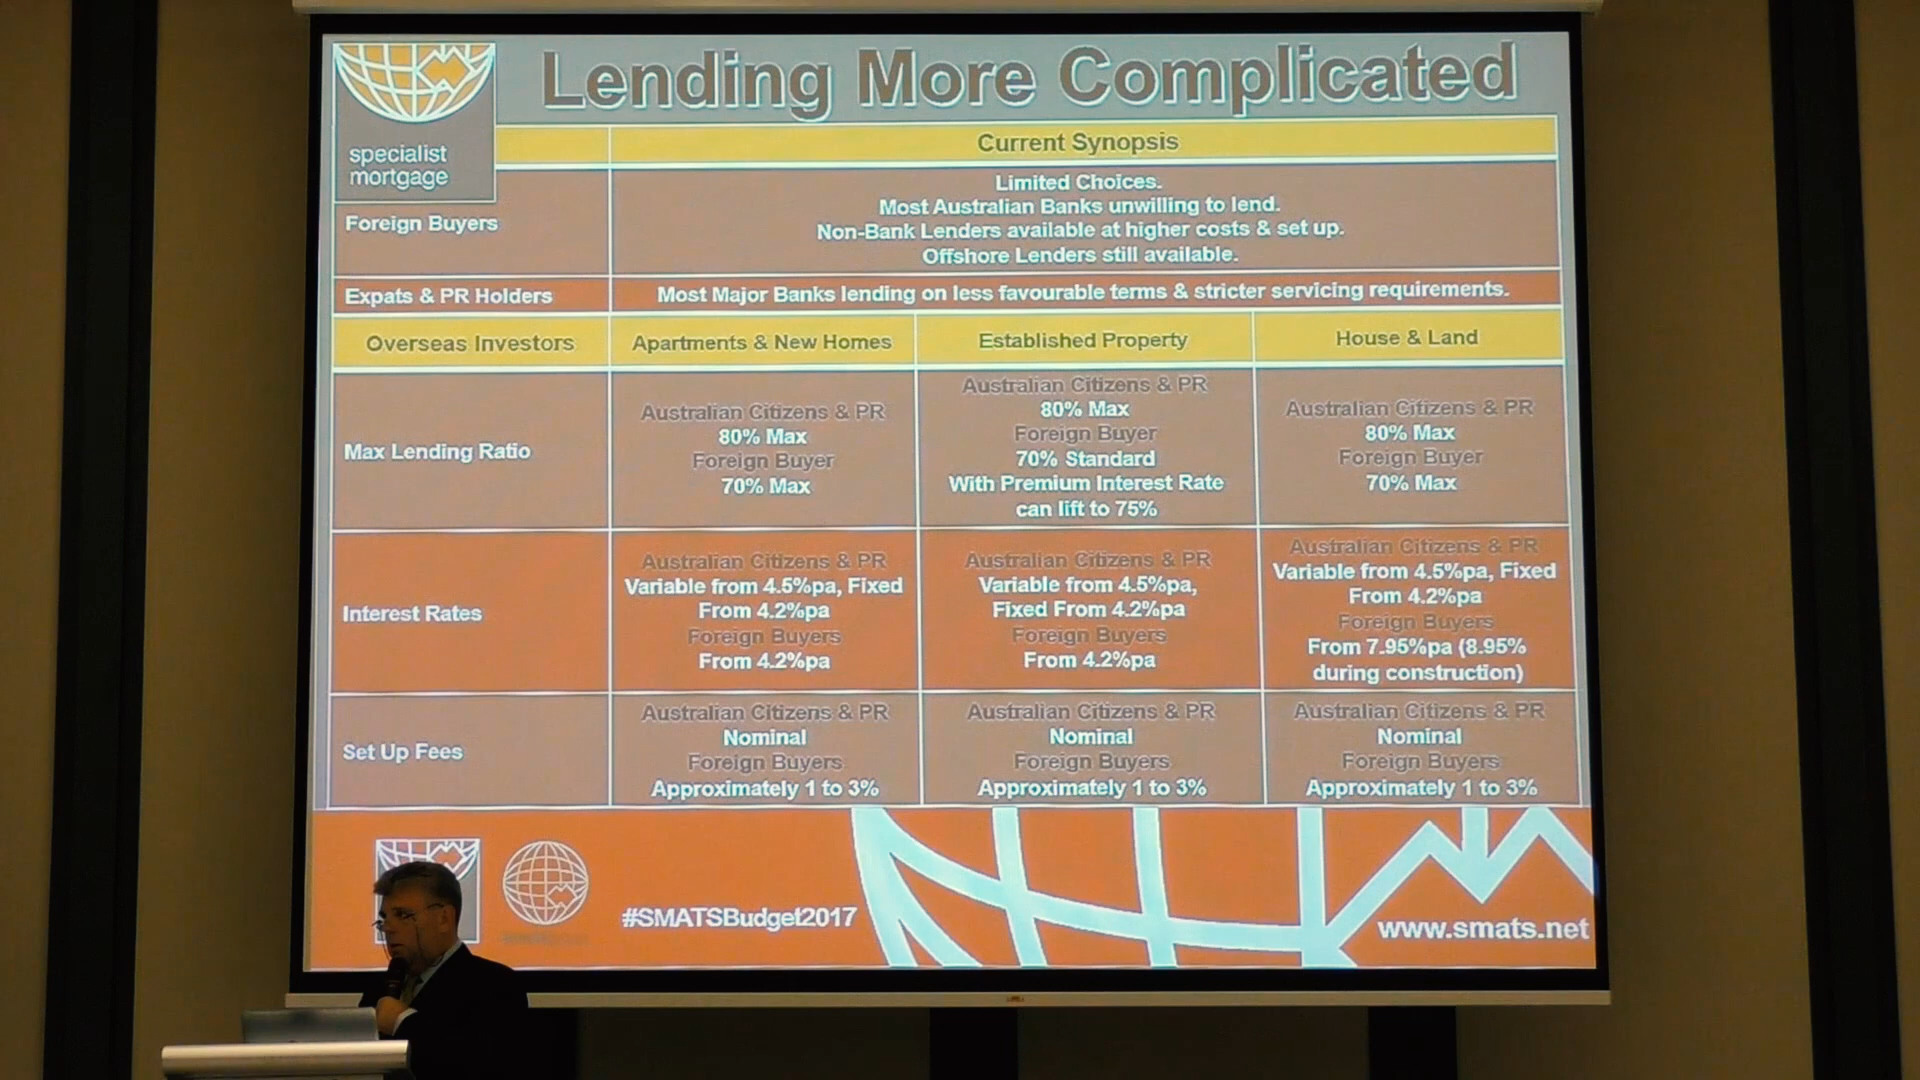 Lending More Complicated
specialist
mortgage
Current Synopsis
Foreign Buyers
Limited Choices.
Most Australian Banks unwilling to lend.
Non-Bank Lenders available at higher costs & set up.
Offshore Lenders still available.
Expats & PR Holders
Most Major Banks lending on less favourable terms & stricter servicing requirements.
Overseas Investors
Apartments & New Homes
Established Property
House & Land
Max Lending Ratio
Australian Citizens & PR
80% Max
Foreign Buyer
70% Max
Australian Citizens & PR
80% Max
Foreign Buyer
70% Standard
With Premium Interest Rate
can lift to 75%
Australian Citizens & PR
80% Max
Foreign Buyer
70% Max
Interest Rates
Australian Citizens & PR
Variable from 4.5%pa, Fixed
From 4.2%pa
Foreign Buyers
From 4.2%pa
Australian Citizens & PR
Variable from 4.5%pa,
Fixed From 4.2%pa
Foreign Buyers
From 4.2%pa
Australian Citizens & PR
Variable from 4.5%pa, Fixed
From 4.2%pa
Foreign Buyers
From 7.95%pa (8.95%
during construction)
Set Up Fees
Australian Citizens & PR
Nominal
Foreign Buyers
Approximately 1 to 3%
Australian Citizens & PR
Nominal
Foreign Buyers
Approximately 1 to 3%
Australian Citizens & PR
Nominal
Foreign Buyers
Approximately 1 to 3%
#SMATSBudget2017
www.smats.net